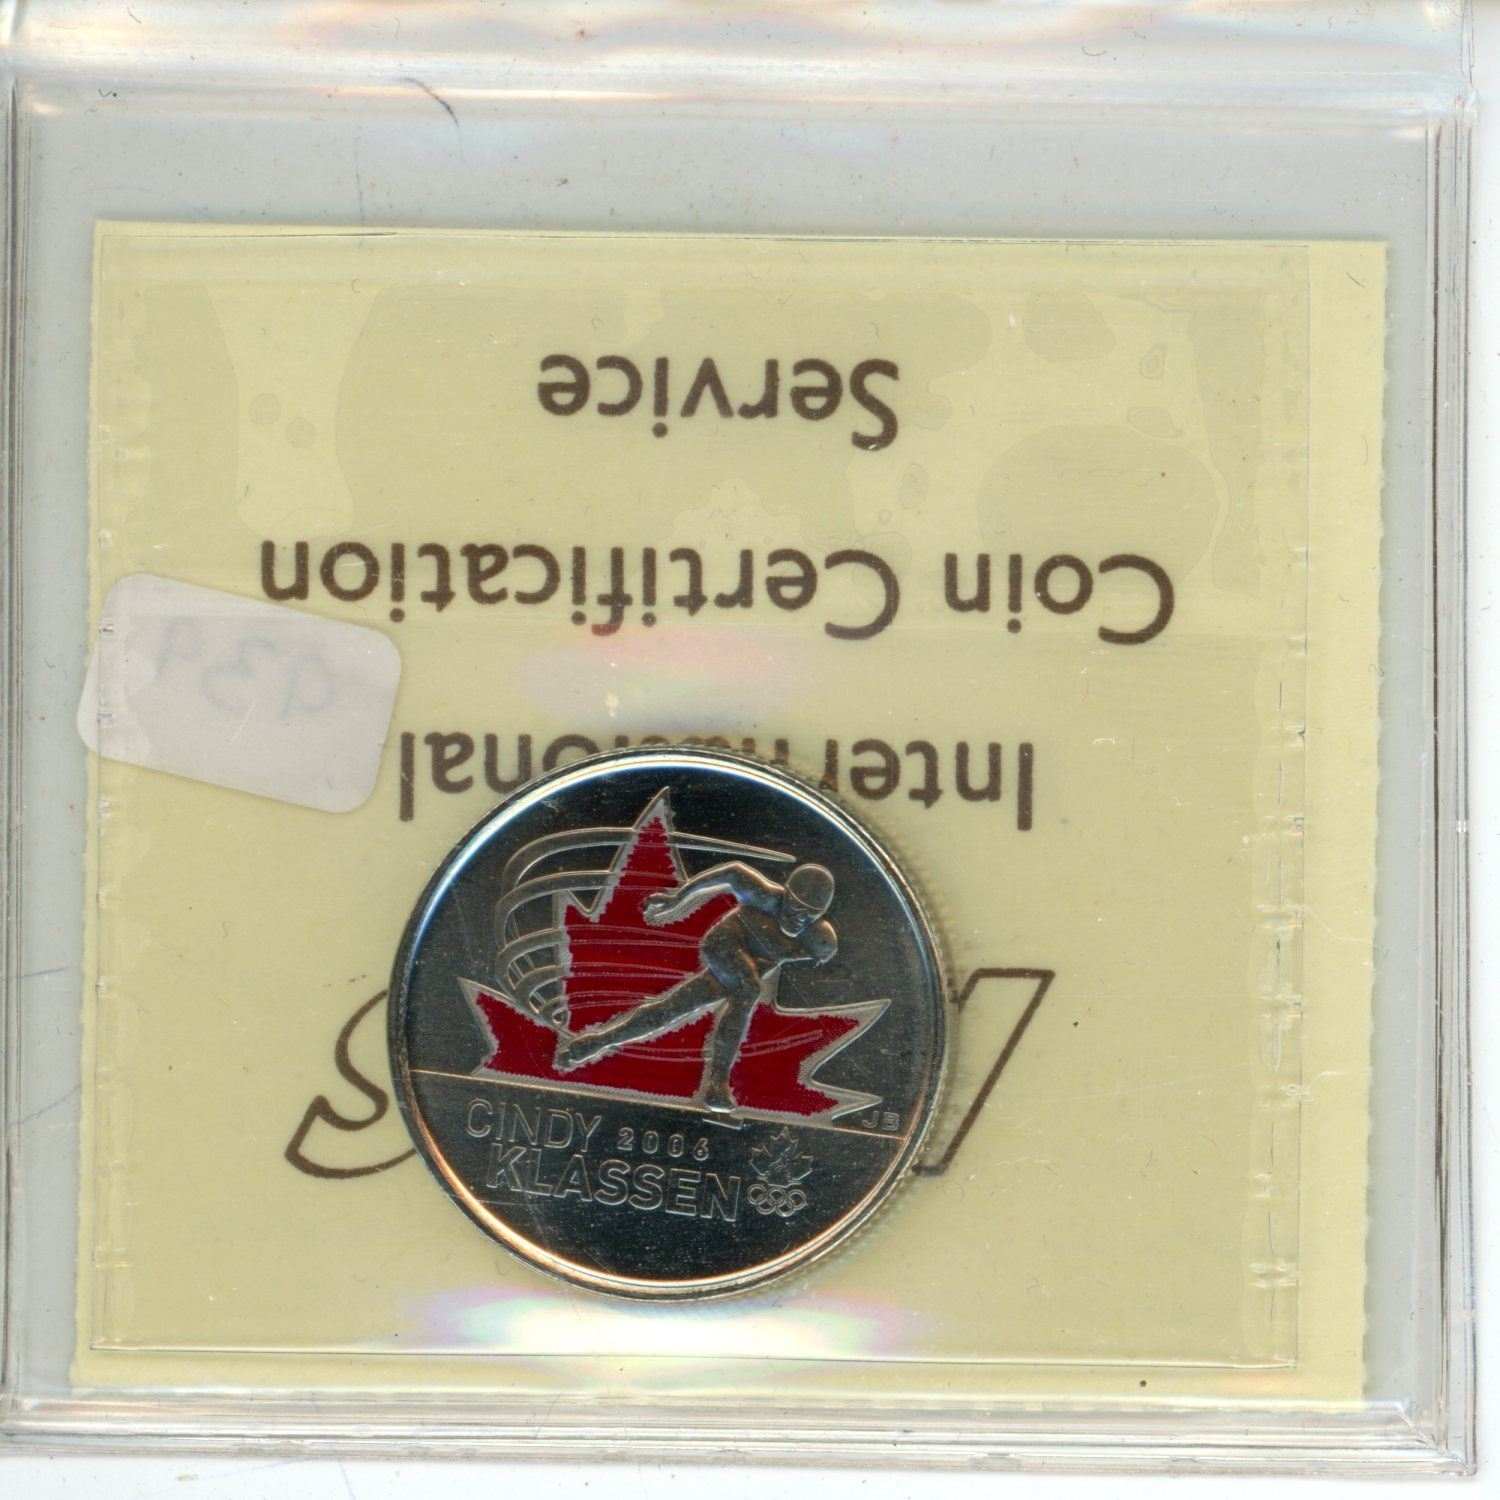 International
Coin Certification
Service
CINDY 2006
KLASSEN
JB